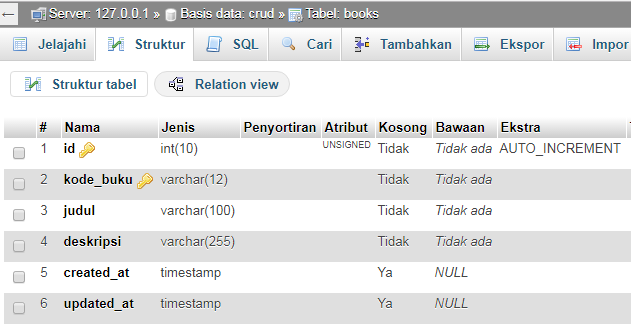 Server: 127.0.0.1 » Basis data: crud » Tabel: books
Jelajahi Struktur SQL Cari Tambahkan Ekspor Impor
Struktur tabel Relation view
# Nama Jenis Penyortiran Atribut Kosong Bawaan Ekstra
1 id int(10) UNSIGNED Tidak Tidak ada AUTO_INCREMENT
2 kode_buku varchar(12) Tidak Tidak ada
3 judul varchar(100) Tidak Tidak ada
4 deskripsi varchar(255) Tidak Tidak ada
5 created_at timestamp Ya NULL
6 updated_at timestamp Ya NULL